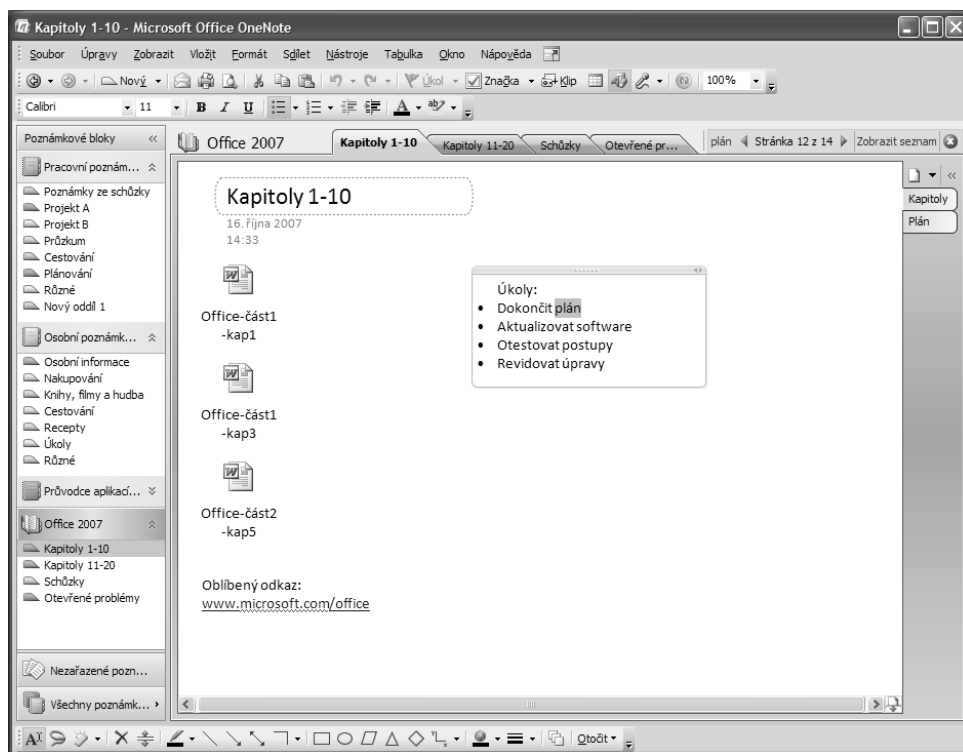 Kapitoly 1-10 - Microsoft Office OneNote
Soubor Úpravy Zobrazit Vložit Formát Sdílet Nástroje Tabulka Okno Nápověda
Nový Úkol Značka Klip 100%
Calibri 11 B I U A ab
Poznámkové bloky «
Office 2007 Kapitoly 1-10 Kapitoly 11-20 Schůzky Otevřené pr... plán Stránka 12 z 14 Zobrazit seznam
Pracovní poznám...
Poznámky ze schůzky
Projekt A
Projekt B
Průzkum
Cestování
Plánování
Různé
Nový oddíl 1
Osobní poznámk...
Osobní informace
Nakupování
Knihy, filmy a hudba
Cestování
Recepty
Úkoly
Různé
Průvodce aplikací...
Office 2007
Kapitoly 1-10
Kapitoly 11-20
Schůzky
Otevřené problémy
Nezařazené pozn...
Všechny poznámk...
Kapitoly 1-10
16. října 2007
14:33
Office-část1
-kap1
Office-část1
-kap3
Office-část2
-kap5
Oblíbený odkaz:
www.microsoft.com/office
Úkoly:
• Dokončit plán
• Aktualizovat software
• Otestovat postupy
• Revidovat úpravy
«
Kapitoly
Plán
Otočit